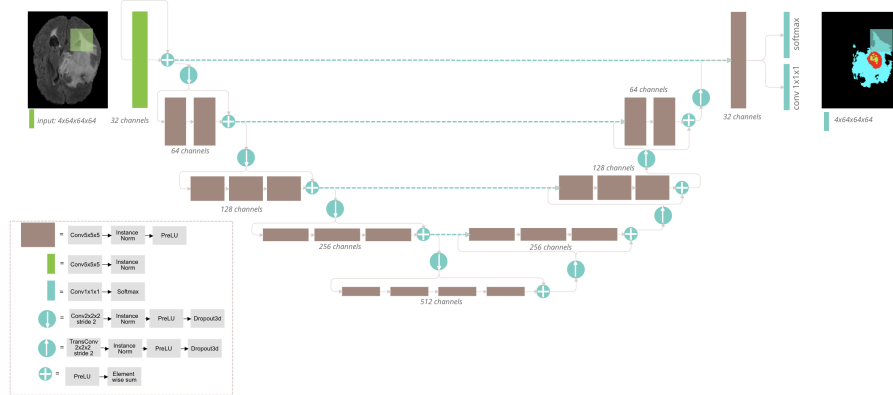 input: 4x64x64x64
32 channels
64 channels
128 channels
256 channels
512 channels
256 channels
128 channels
64 channels
32 channels
softmax
conv 1x1x1
4x64x64x64
= Conv5x5x5 Instance Norm PReLU
= Conv5x5x5 Instance Norm
= Conv1x1x1 Softmax
= Conv2x2x2 stride 2 Instance Norm PReLU Dropout3d
= TransConv 2x2x2 stride 2 Instance Norm PReLU Dropout3d
= PReLU Element wise sum